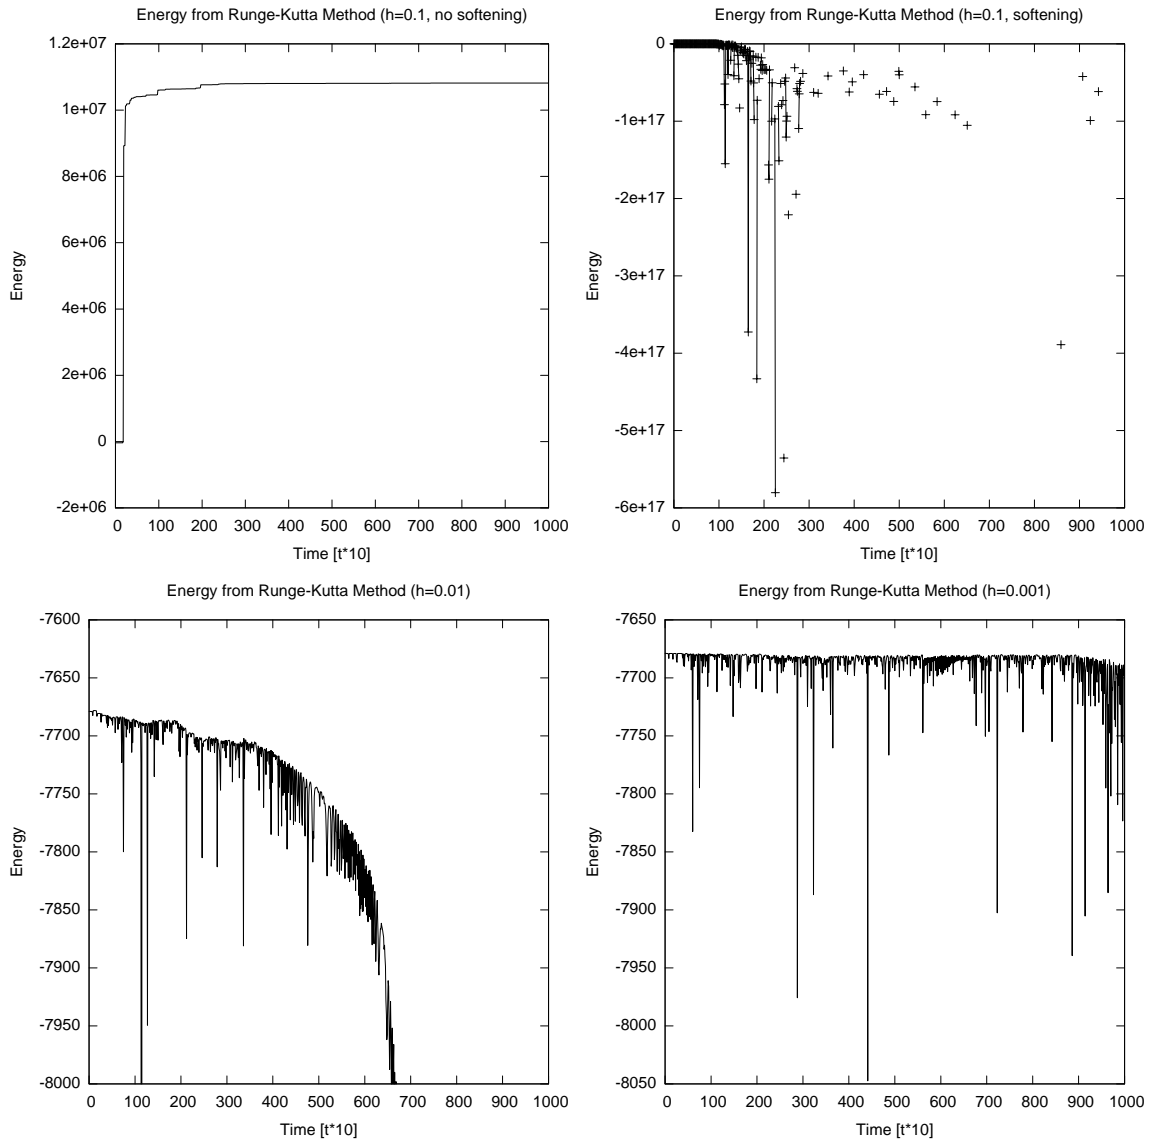 Energy from Runge-Kutta Method (h=0.1, no softening)
1.2e+07
1e+07
8e+06
6e+06
4e+06
2e+06
0
-2e+06
Energy
0 100 200 300 400 500 600 700 800 900 1000
Time [t*10]
Energy from Runge-Kutta Method (h=0.1, softening)
0
-1e+17
-2e+17
-3e+17
-4e+17
-5e+17
-6e+17
Energy
0 100 200 300 400 500 600 700 800 900 1000
Time [t*10]
Energy from Runge-Kutta Method (h=0.01)
-7600
-7650
-7700
-7750
-7800
-7850
-7900
-7950
-8000
Energy
0 100 200 300 400 500 600 700 800 900 1000
Time [t*10]
Energy from Runge-Kutta Method (h=0.001)
-7650
-7700
-7750
-7800
-7850
-7900
-7950
-8000
-8050
Energy
0 100 200 300 400 500 600 700 800 900 1000
Time [t*10]